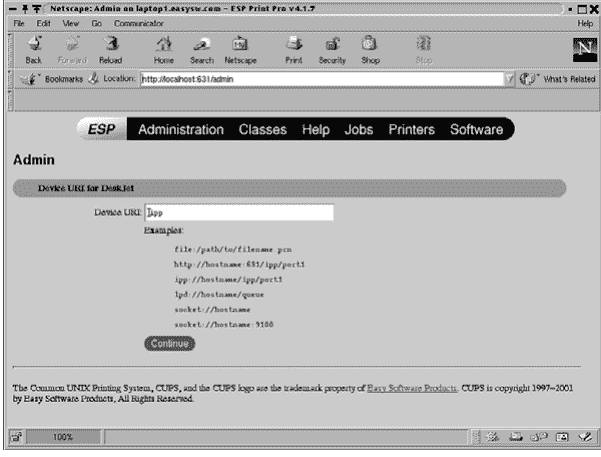 Netscape: Admin on laptop1.easysw.com – ESP Print Pro v4.1.7
File Edit View Go Communicator Help
Back Forward Reload Home Search Netscape Print Security Shop Stop
N
Bookmarks Location: http://localhost:631/admin What's Related
ESP Administration Classes Help Jobs Printers Software
Admin
Device URI for DeskJet
Device URI: ipp
Examples:
file:/path/to/filename.prn
http://hostname:631/ipp/port1
ipp://hostname/ipp/port1
lpd://hostname/queue
socket://hostname
socket://hostname:9100
Continue
The Common UNIX Printing System, CUPS, and the CUPS logo are the trademark property of Easy Software Products. CUPS is copyright 1997–2001
by Easy Software Products, All Rights Reserved.
100%